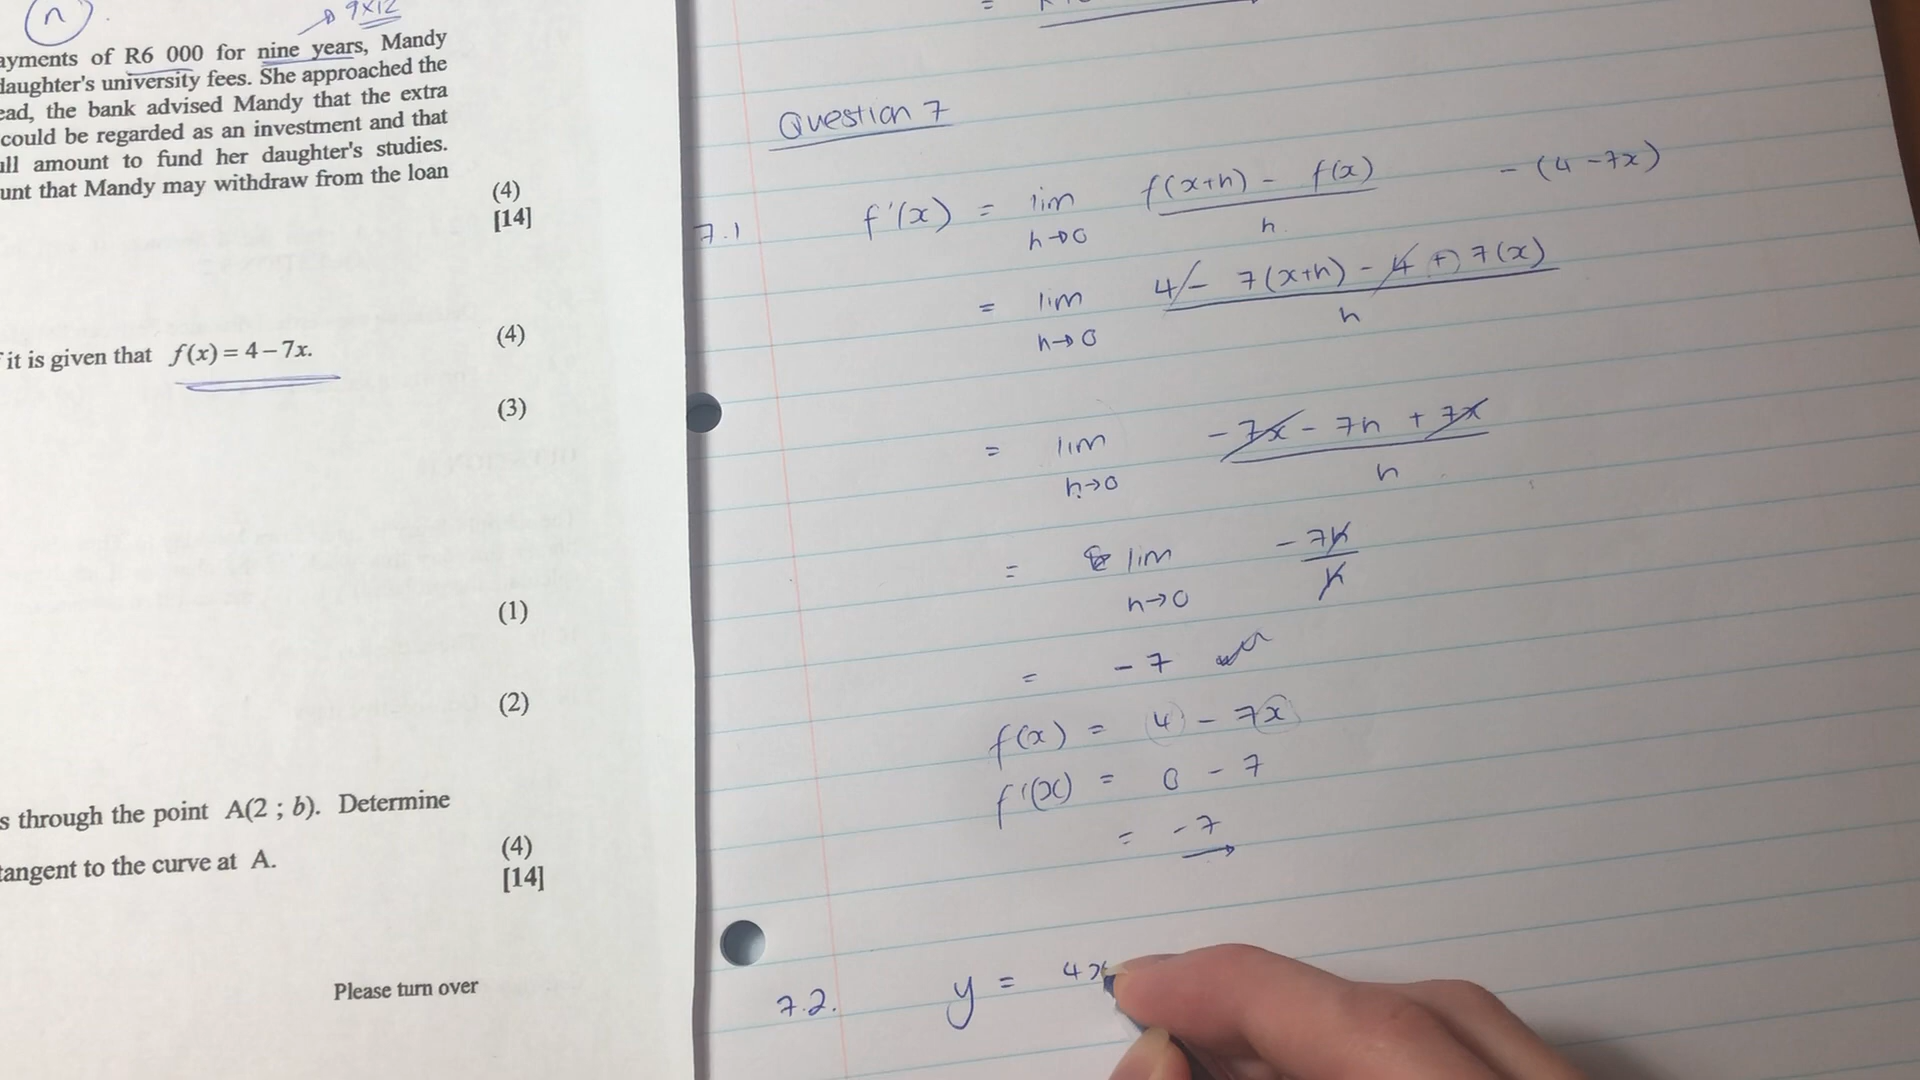 n
9x12
ayments of R6 000 for nine years, Mandy
daughter's university fees. She approached the
ead, the bank advised Mandy that the extra
could be regarded as an investment and that
ull amount to fund her daughter's studies.
unt that Mandy may withdraw from the loan
(4)
[14]
it is given that f(x) = 4 – 7x.
(4)
(3)
(1)
(2)
s through the point A(2 ; b). Determine
(4)
tangent to the curve at A.
[14]
Please turn over
=
Question 7
7.1 f'(x) = lim h→0 f(x+h) - f(x) / h - (4 - 7x)
= lim h→0 4 - 7(x+h) - 4 + 7(x) / h
= lim h→0 -7x - 7h + 7x / h
= lim h→0 -7h / h
= -7
f(x) = 4 - 7x
f'(x) = 0 - 7
= -7
7.2. y = 4x